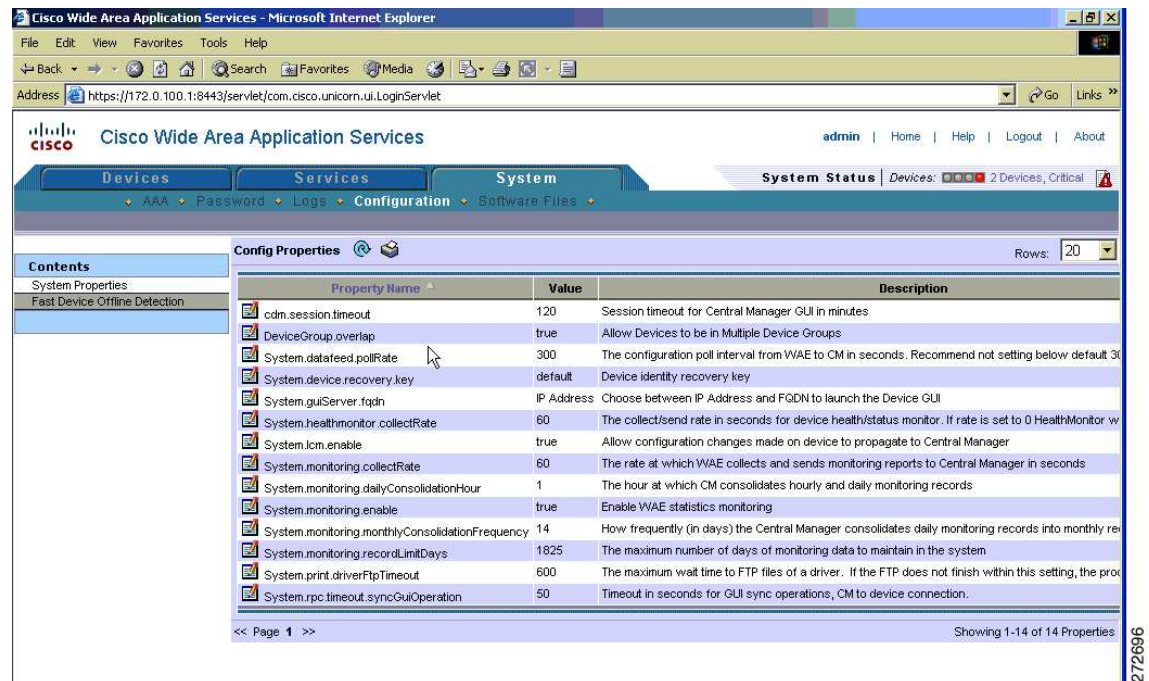 Cisco Wide Area Application Services - Microsoft Internet Explorer
File Edit View Favorites Tools Help
Back Search Favorites Media
Address https://172.0.100.1:8443/servlet/com.cisco.unicorn.ui.LoginServlet Go Links »
CISCO Cisco Wide Area Application Services admin | Home | Help | Logout | About
Devices Services System System Status | Devices: 2 Devices, Critical
AAA Password Logs Configuration Software Files
Config Properties Rows: 20
Contents
System Properties
Fast Device Offline Detection
Property Name Value Description
cdm.session.timeout 120 Session timeout for Central Manager GUI in minutes
DeviceGroup.overlap true Allow Devices to be in Multiple Device Groups
System.datafeed.pollRate 300 The configuration poll interval from WAE to CM in seconds. Recommend not setting below default 30
System.device.recovery.key default Device identity recovery key
System.guiServer.fqdn IP Address Choose between IP Address and FQDN to launch the Device GUI
System.healthmonitor.collectRate 60 The collect/send rate in seconds for device health/status monitor. If rate is set to 0 HealthMonitor w
System.lcm.enable true Allow configuration changes made on device to propagate to Central Manager
System.monitoring.collectRate 60 The rate at which WAE collects and sends monitoring reports to Central Manager in seconds
System.monitoring.dailyConsolidationHour 1 The hour at which CM consolidates hourly and daily monitoring records
System.monitoring.enable true Enable WAE statistics monitoring
System.monitoring.monthlyConsolidationFrequency 14 How frequently (in days) the Central Manager consolidates daily monitoring records into monthly re
System.monitoring.recordLimitDays 1825 The maximum number of days of monitoring data to maintain in the system
System.print.driverFtpTimeout 600 The maximum wait time to FTP files of a driver. If the FTP does not finish within this setting, the proc
System.rpc.timeout.syncGuiOperation 50 Timeout in seconds for GUI sync operations, CM to device connection.
<< Page 1 >> Showing 1-14 of 14 Properties
272696